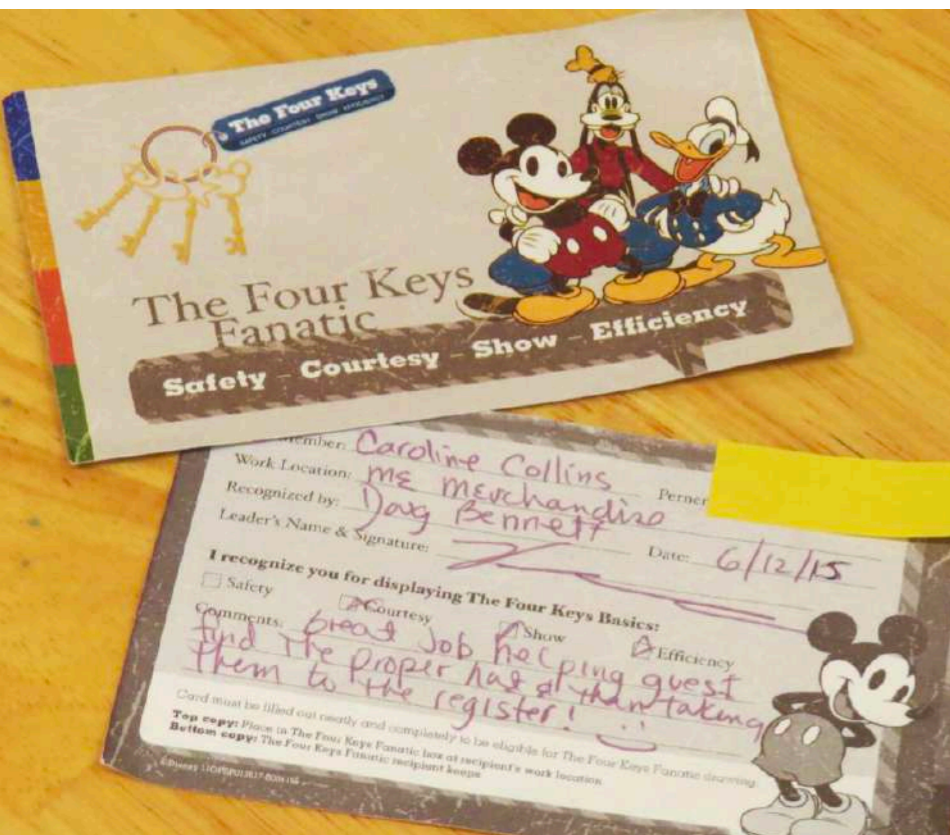 The Four Keys
SAFETY COURTESY SHOW EFFICIENCY
The Four Keys
Fanatic
Safety - Courtesy - Show - Efficiency
Member: Caroline Collins
Work Location: ME Merchandise Perner
Recognized by: Doug Bennett
Leader's Name & Signature: Date: 6/12/15
I recognize you for displaying The Four Keys Basics:
Safety Courtesy Show Efficiency
Comments: Great Job helping guest
find the proper hat & than taking
them to the register!
Card must be filled out neatly and completely to be eligible for The Four Keys Fanatic drawing.
Top copy: Place in The Four Keys Fanatic box at recipient's work location.
Bottom copy: The Four Keys Fanatic recipient keeps
©Disney